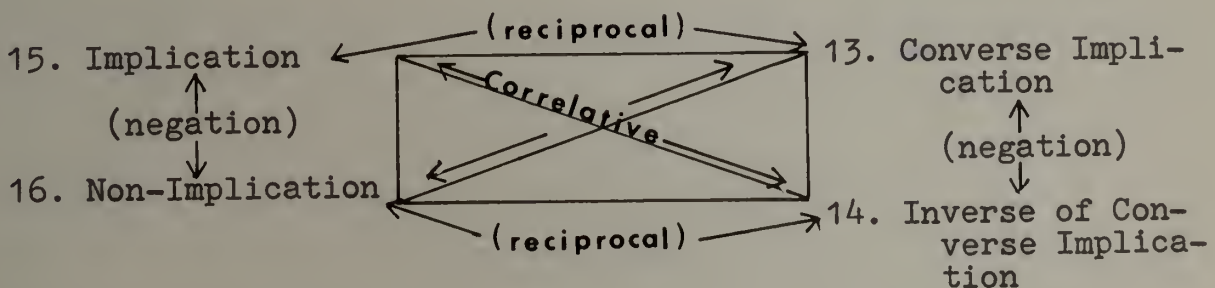 (reciprocal)
15. Implication
13. Converse Impli-
cation
Correlative
(negation)
(negation)
16. Non-Implication
14. Inverse of Con-
verse Implica-
tion
(reciprocal)